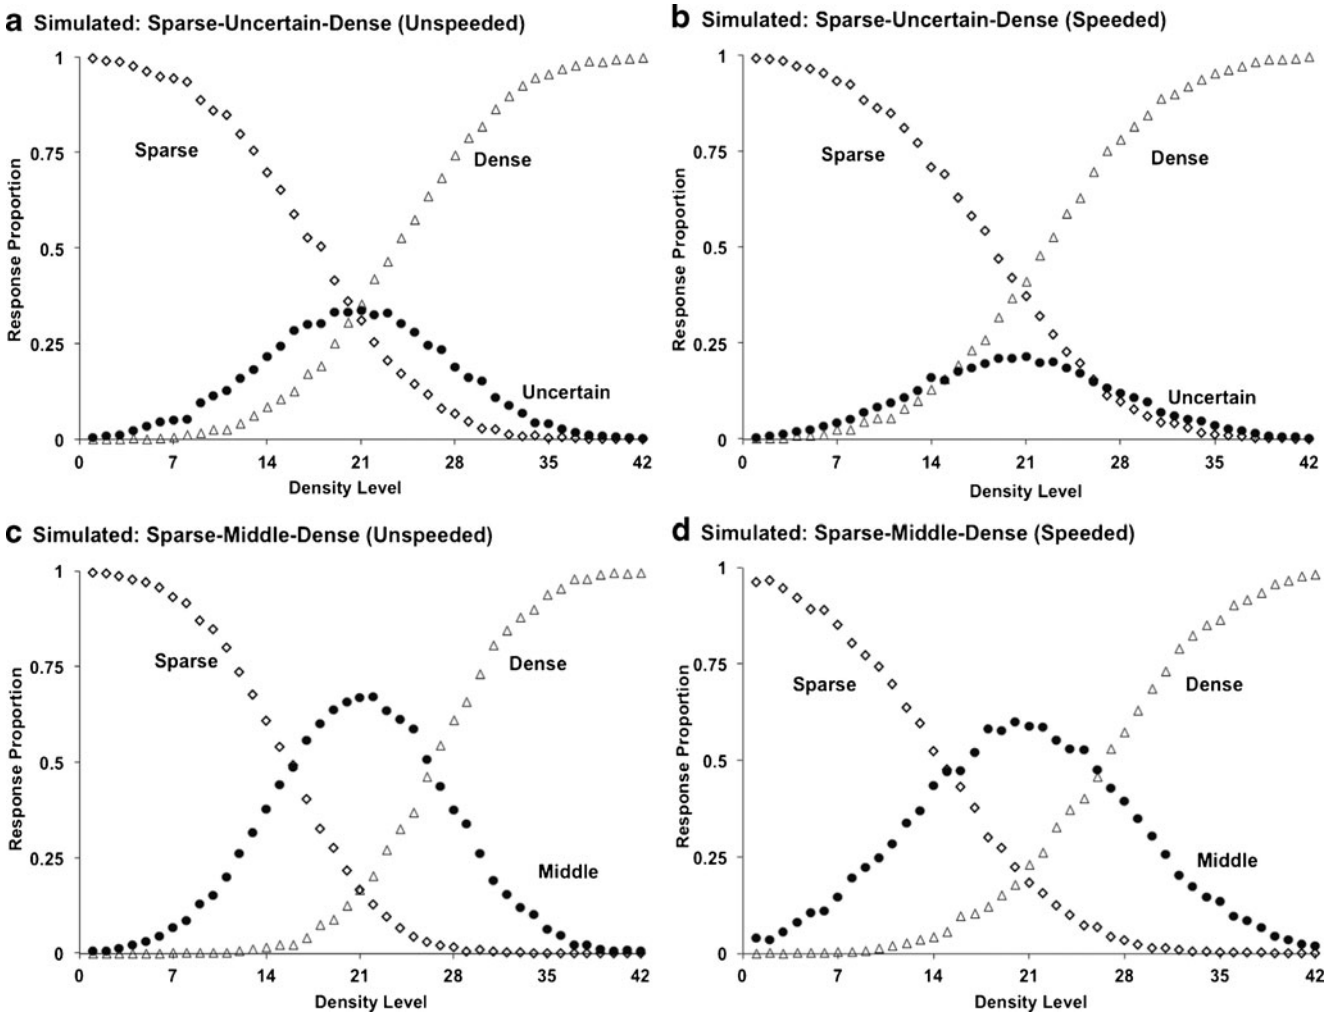 a Simulated: Sparse-Uncertain-Dense (Unspeeded)
1
0.75
0.5
0.25
0
Response Proportion
Sparse
Dense
Uncertain
0 7 14 21 28 35 42
Density Level
b Simulated: Sparse-Uncertain-Dense (Speeded)
1
0.75
0.5
0.25
0
Response Proportion
Sparse
Dense
Uncertain
0 7 14 21 28 35 42
Density Level
c Simulated: Sparse-Middle-Dense (Unspeeded)
1
0.75
0.5
0.25
0
Response Proportion
Sparse
Dense
Middle
0 7 14 21 28 35 42
Density Level
d Simulated: Sparse-Middle-Dense (Speeded)
1
0.75
0.5
0.25
0
Response Proportion
Sparse
Dense
Middle
0 7 14 21 28 35 42
Density Level